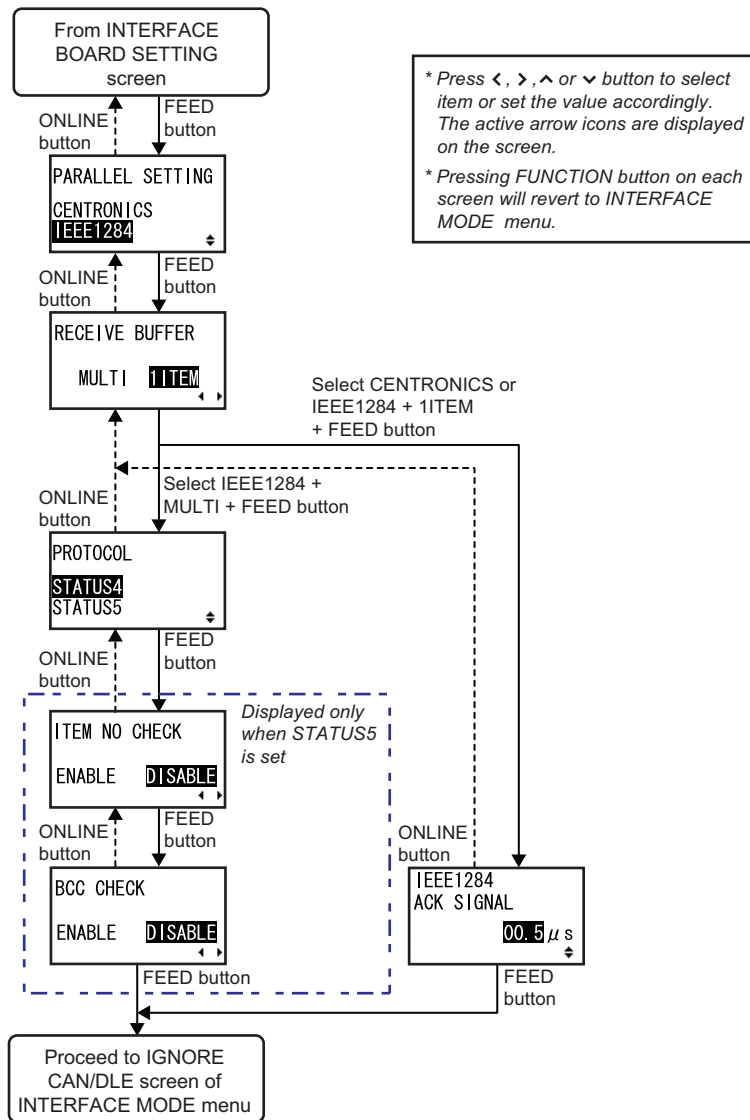 From INTERFACE
BOARD SETTING
screen
* Press <, >, ^ or v button to select
item or set the value accordingly.
The active arrow icons are displayed
on the screen.
* Pressing FUNCTION button on each
screen will revert to INTERFACE
MODE menu.
ONLINE
button
FEED
button
PARALLEL SETTING
CENTRONICS
IEEE1284
ONLINE
button
FEED
button
RECEIVE BUFFER
MULTI 1ITEM
Select CENTRONICS or
IEEE1284 + 1ITEM
+ FEED button
ONLINE
button
Select IEEE1284 +
MULTI + FEED button
PROTOCOL
STATUS4
STATUS5
ONLINE
button
FEED
button
Displayed only
when STATUS5
is set
ITEM NO CHECK
ENABLE DISABLE
ONLINE
button
FEED
button
BCC CHECK
ENABLE DISABLE
FEED button
ONLINE
button
IEEE1284
ACK SIGNAL
00.5 μs
FEED
button
Proceed to IGNORE
CAN/DLE screen of
INTERFACE MODE menu